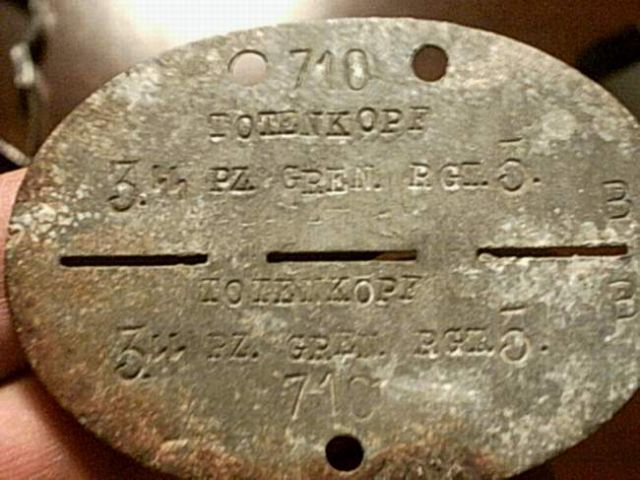 710
TOTENKOPF
3. ᛋᛋ PZ. GREN. RGT. 5.
B
TOTENKOPF
3. ᛋᛋ PZ. GREN. RGT. 5.
B
710